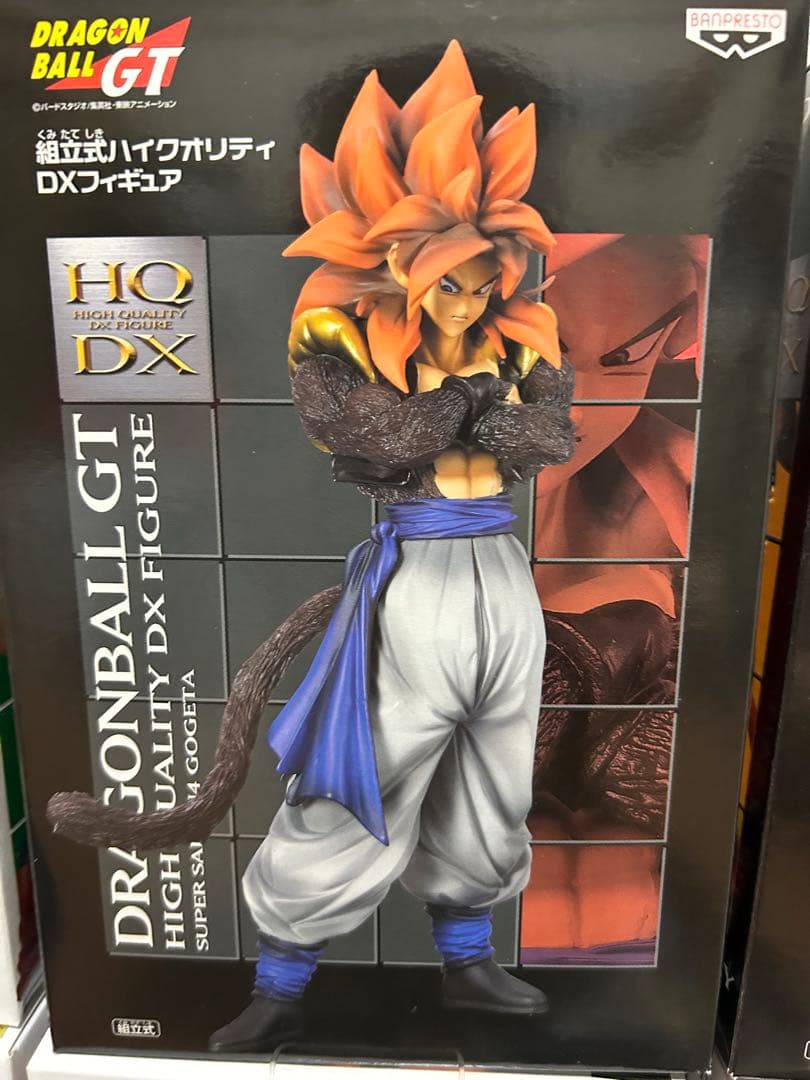 DRAGON
BALL GT
BANPRESTO
©バードスタジオ/集英社・東映アニメーション
くみたてしき
組立式ハイクオリティ
DXフィギュア
HQ
HIGH QUALITY
DX FIGURE
DX
DRAGONBALL GT
HIGH QUALITY DX FIGURE
SUPER SAI 4 GOGETA
組立式